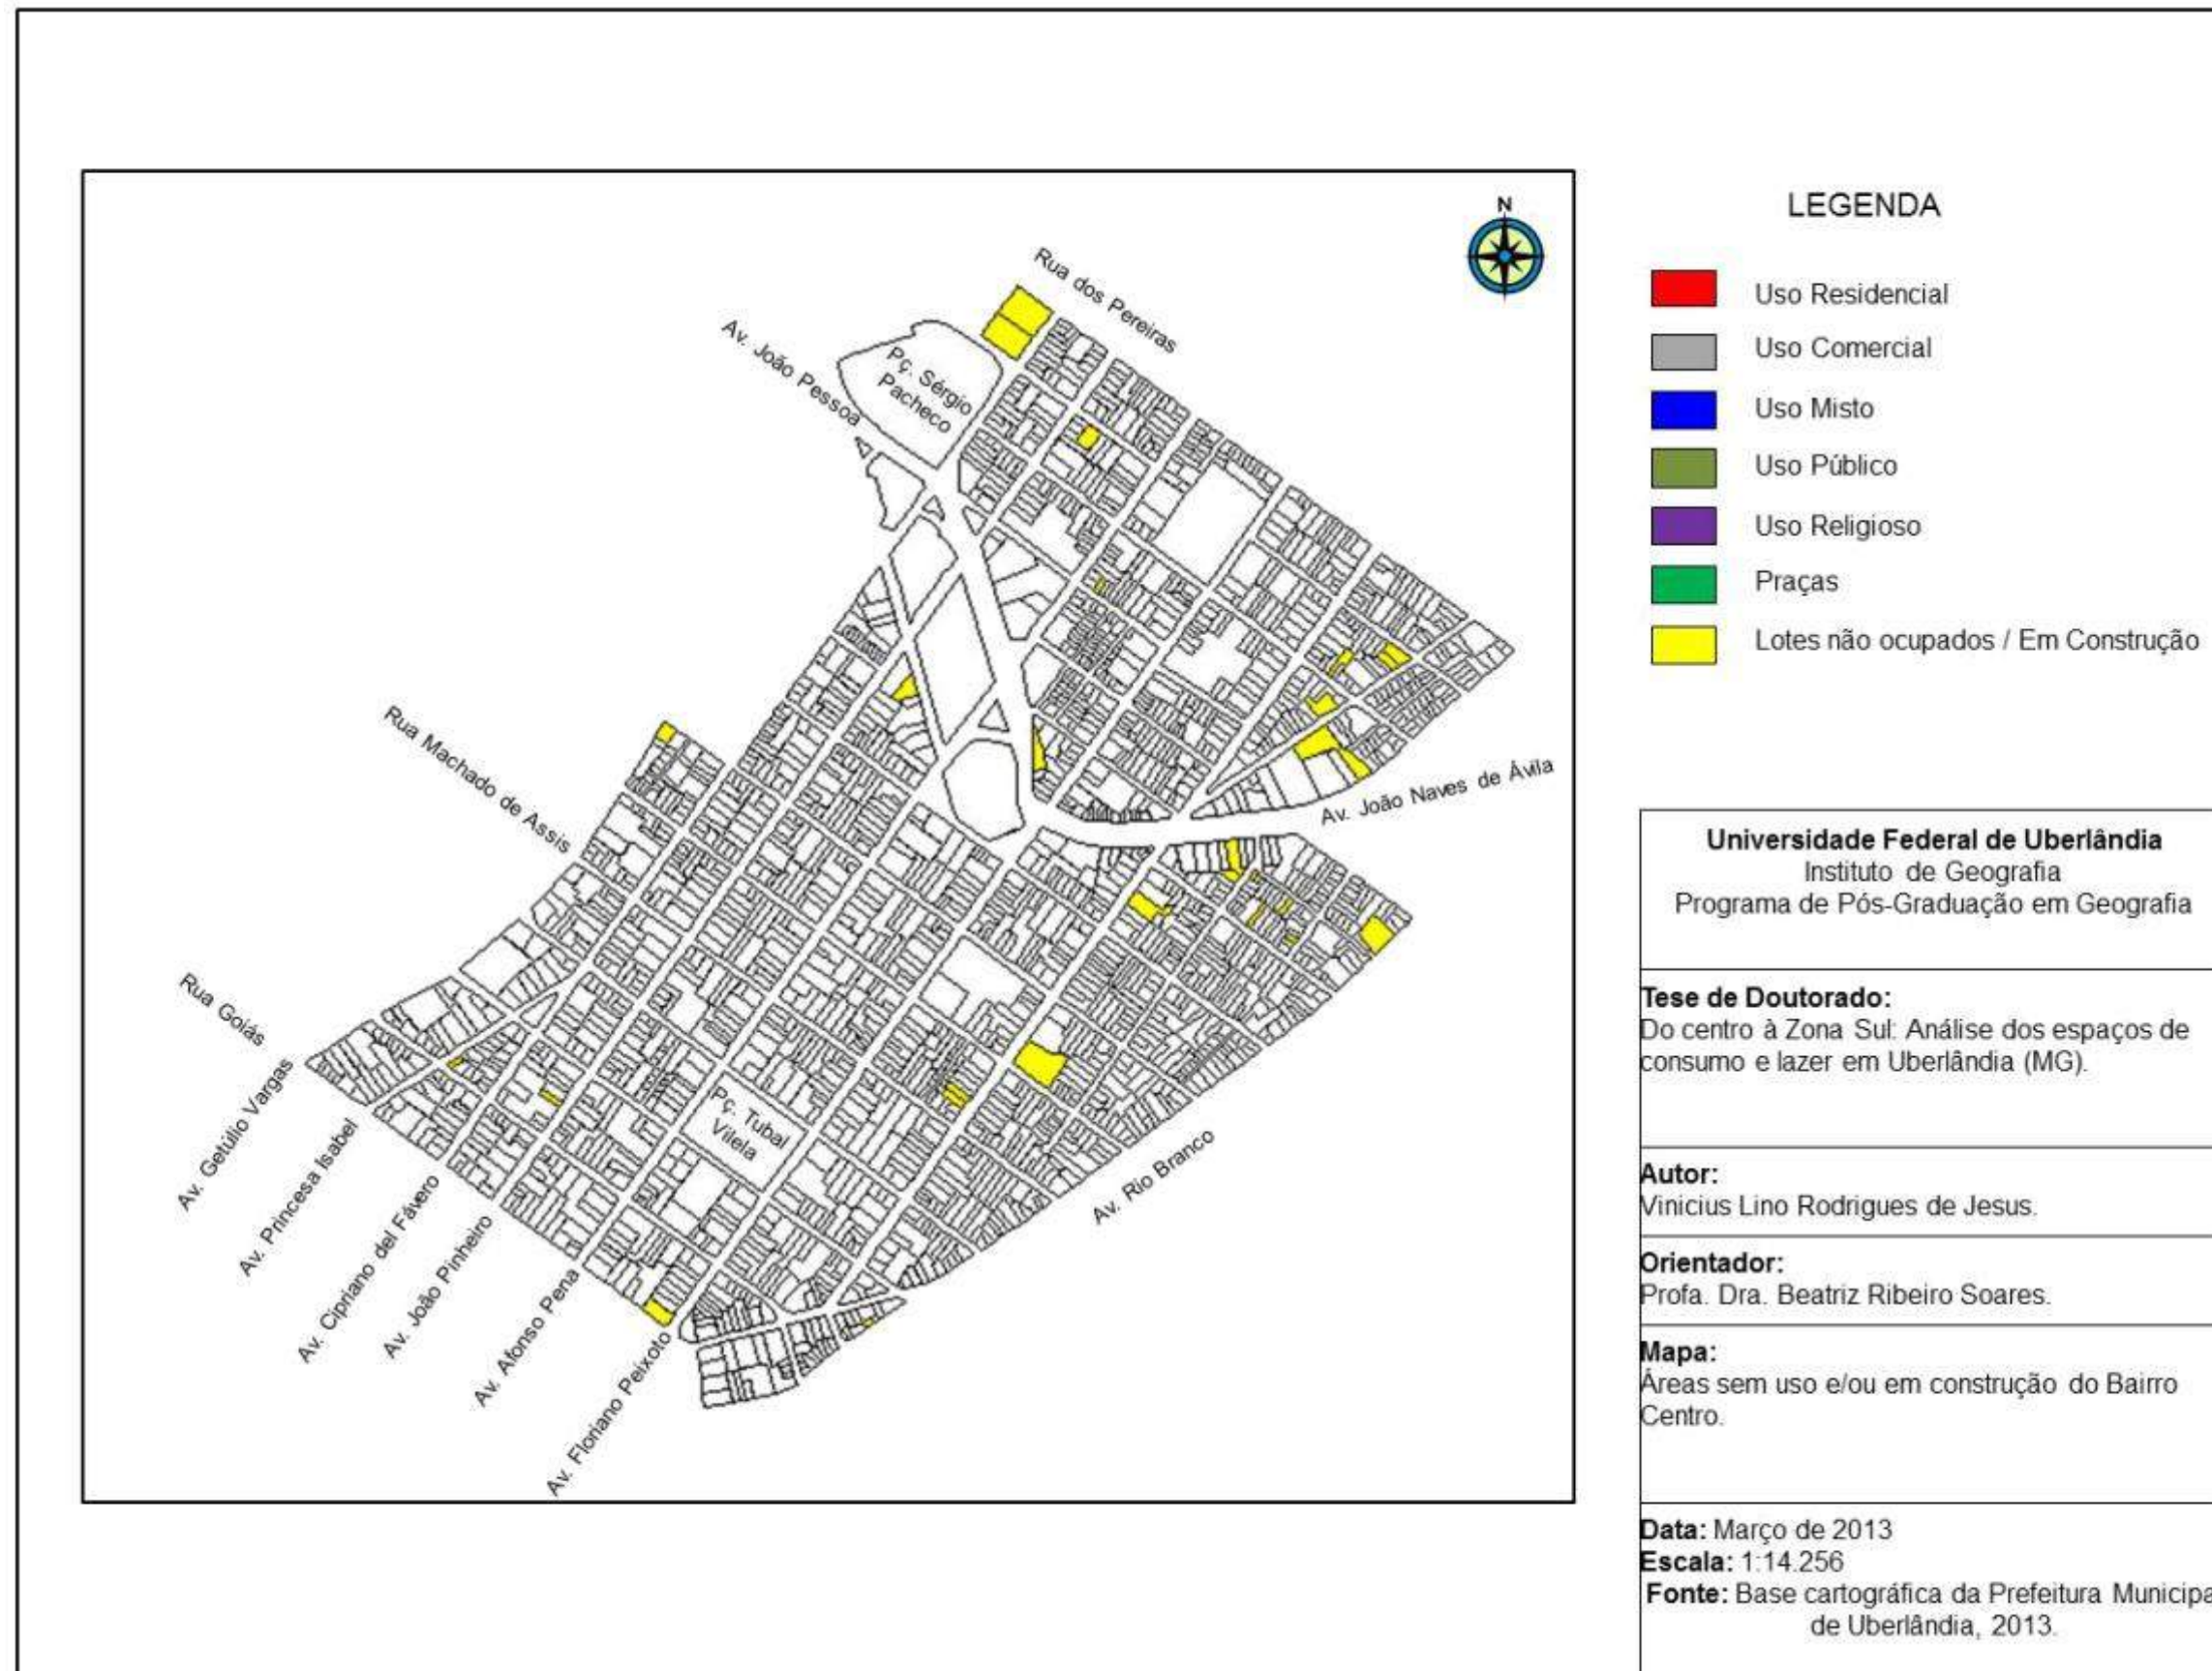 N
Rua dos Pereiras
Av. João Pessoa
Pç. Sérgio
Pacheco
Rua Machado de Assis
Av. João Naves de Ávila
Rua Goiás
Av. Getúlio Vargas
Av. Princesa Isabel
Av. Cipriano del Fávero
Av. João Pinheiro
Av. Afonso Pena
Av. Floriano Peixoto
Pç. Tubal
Vilela
Av. Rio Branco
LEGENDA
Uso Residencial
Uso Comercial
Uso Misto
Uso Público
Uso Religioso
Praças
Lotes não ocupados / Em Construção
Universidade Federal de Uberlândia
Instituto de Geografia
Programa de Pós-Graduação em Geografia
Tese de Doutorado:
Do centro à Zona Sul: Análise dos espaços de
consumo e lazer em Uberlândia (MG).
Autor:
Vinicius Lino Rodrigues de Jesus.
Orientador:
Profa. Dra. Beatriz Ribeiro Soares.
Mapa:
Áreas sem uso e/ou em construção do Bairro
Centro.
Data: Março de 2013
Escala: 1:14.256
Fonte: Base cartográfica da Prefeitura Municipa
de Uberlândia, 2013.